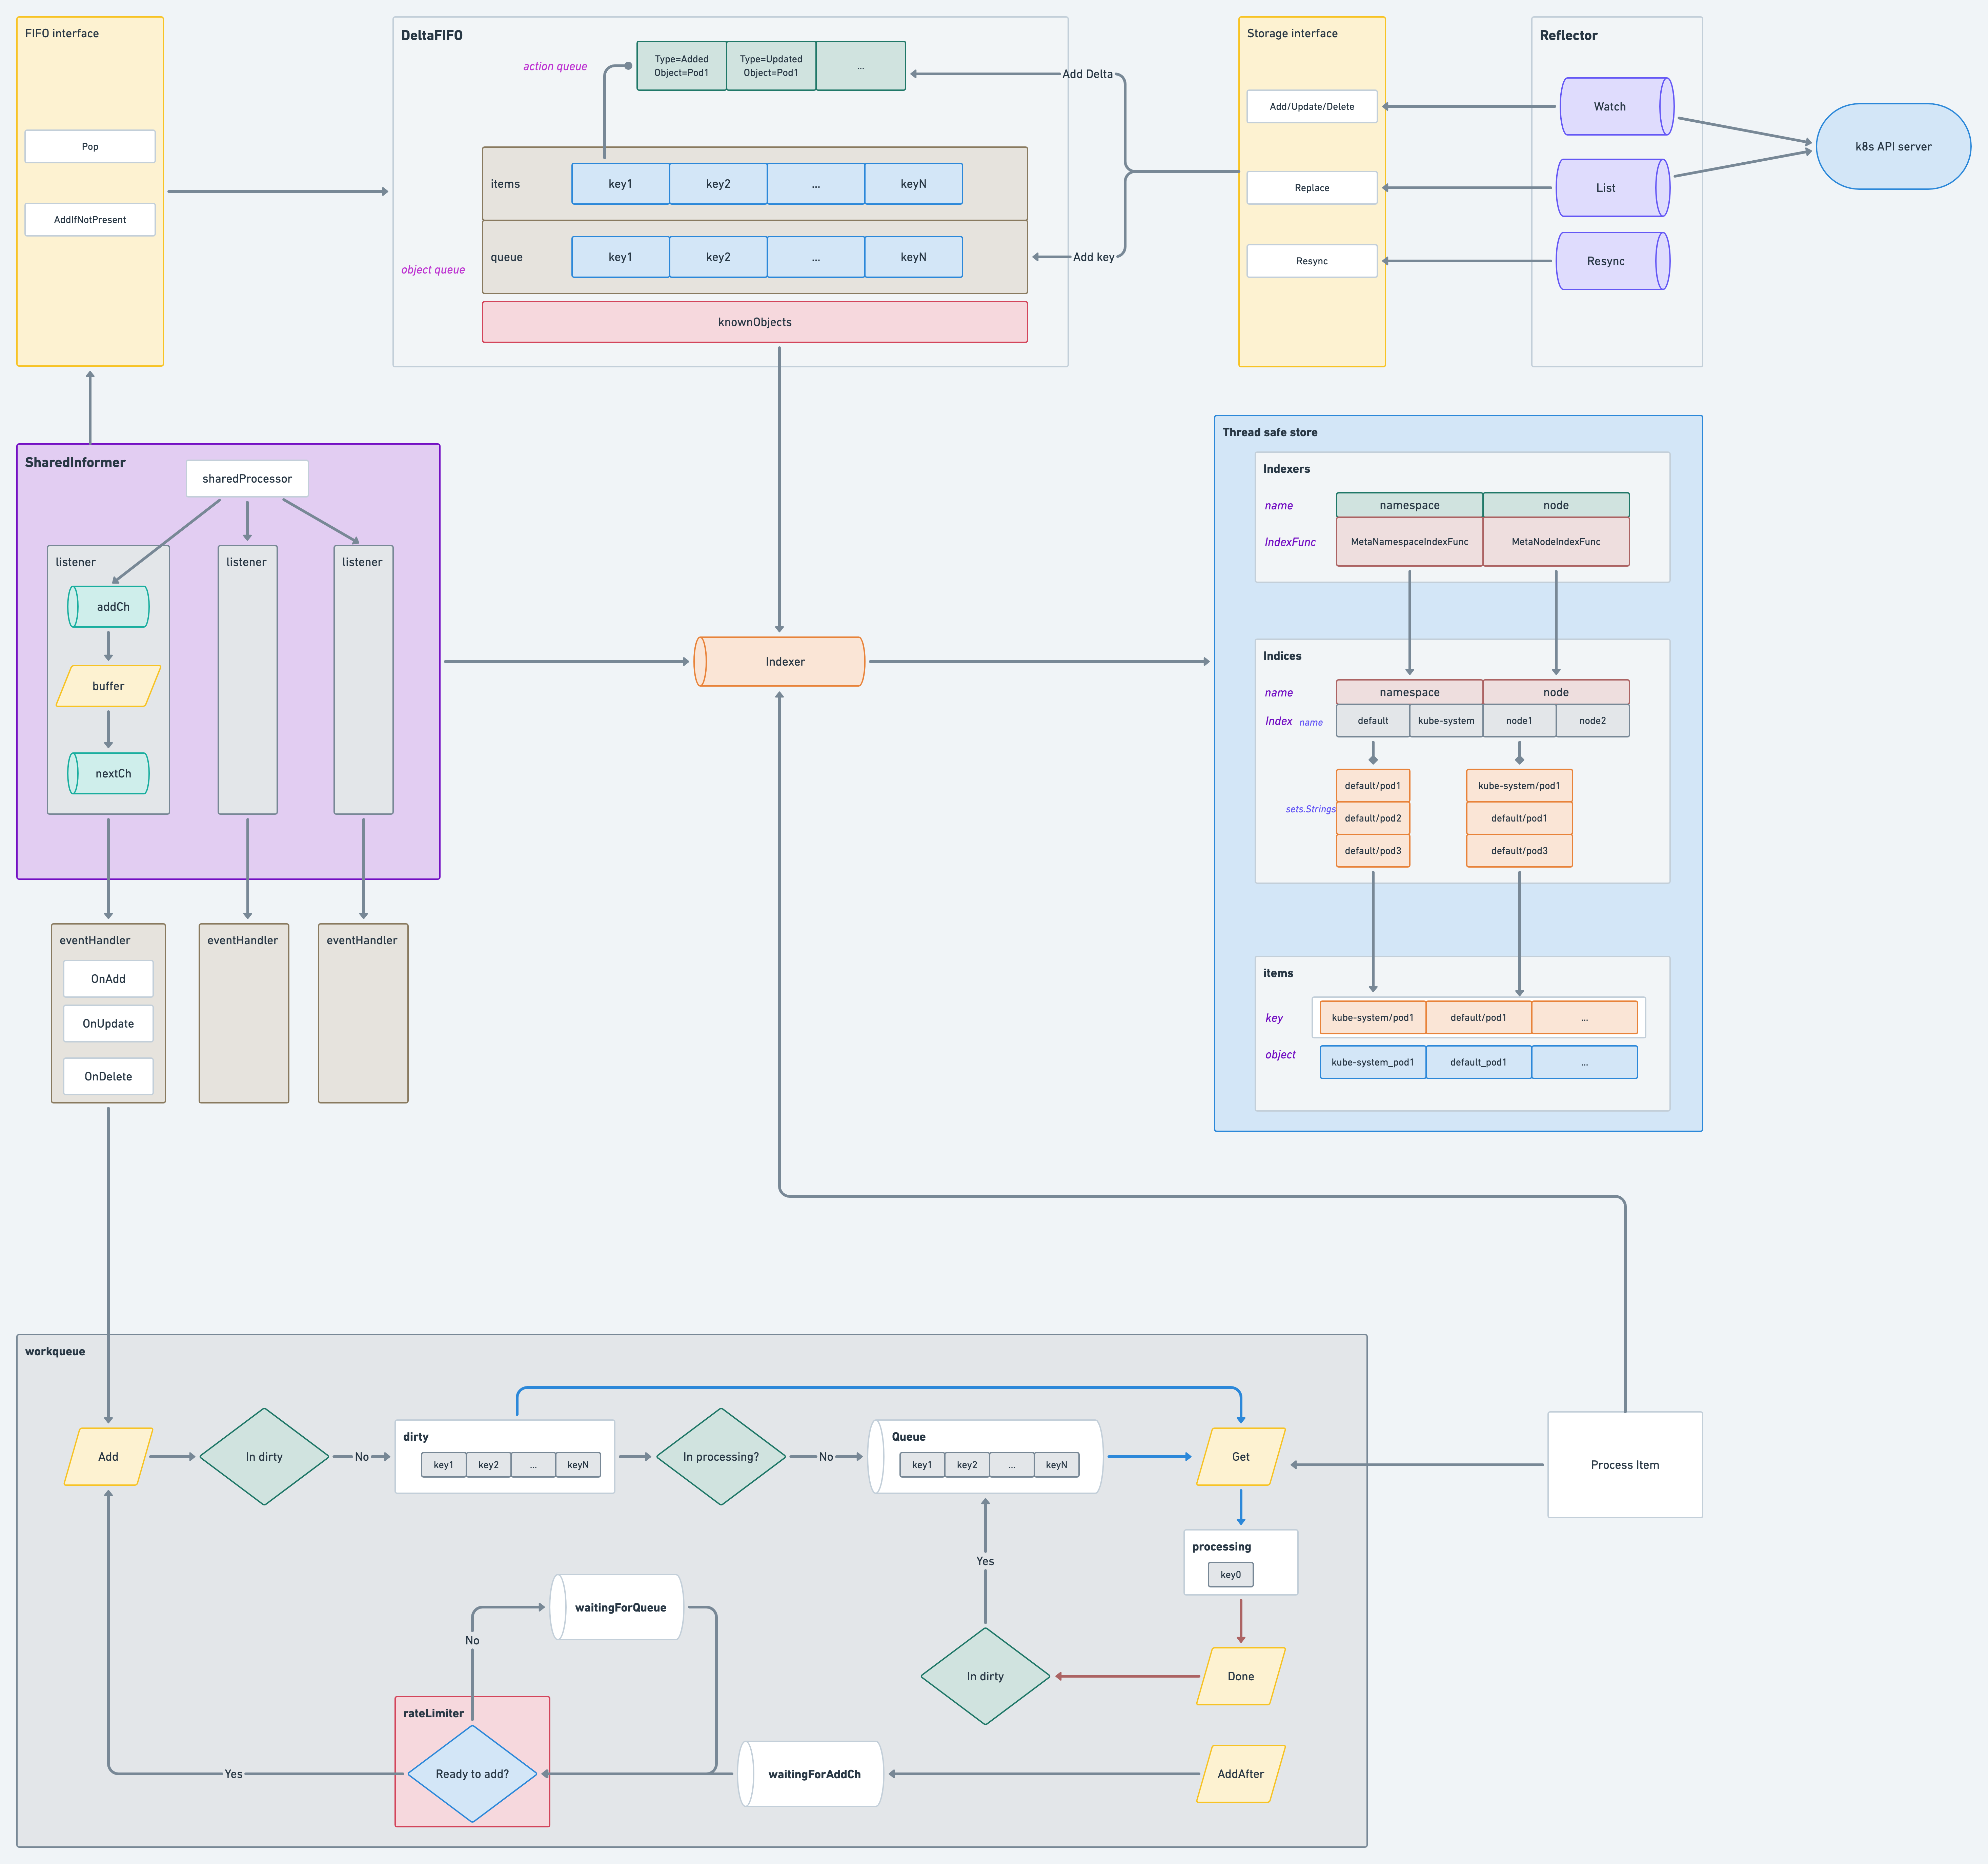 FIFO interface
Pop
AddIfNotPresent
DeltaFIFO
action queue
Type=Added
Object=Pod1
Type=Updated
Object=Pod1
...
Add Delta
items
key1
key2
...
keyN
queue
key1
key2
...
keyN
object queue
Add key
knownObjects
Storage interface
Add/Update/Delete
Replace
Resync
Reflector
Watch
List
Resync
k8s API server
SharedInformer
sharedProcessor
listener
addCh
buffer
nextCh
listener
listener
eventHandler
OnAdd
OnUpdate
OnDelete
eventHandler
eventHandler
Indexer
Thread safe store
Indexers
name
namespace
node
IndexFunc
MetaNamespaceIndexFunc
MetaNodeIndexFunc
Indices
name
namespace
node
Index name
default
kube-system
node1
node2
sets.Strings
default/pod1
default/pod2
default/pod3
kube-system/pod1
default/pod1
default/pod3
items
key
kube-system/pod1
default/pod1
...
object
kube-system_pod1
default_pod1
...
workqueue
Add
In dirty
No
dirty
key1
key2
...
keyN
In processing?
No
Queue
key1
key2
...
keyN
Get
Process Item
processing
key0
Yes
In dirty
Done
waitingForQueue
No
rateLimiter
Ready to add?
Yes
waitingForAddCh
AddAfter